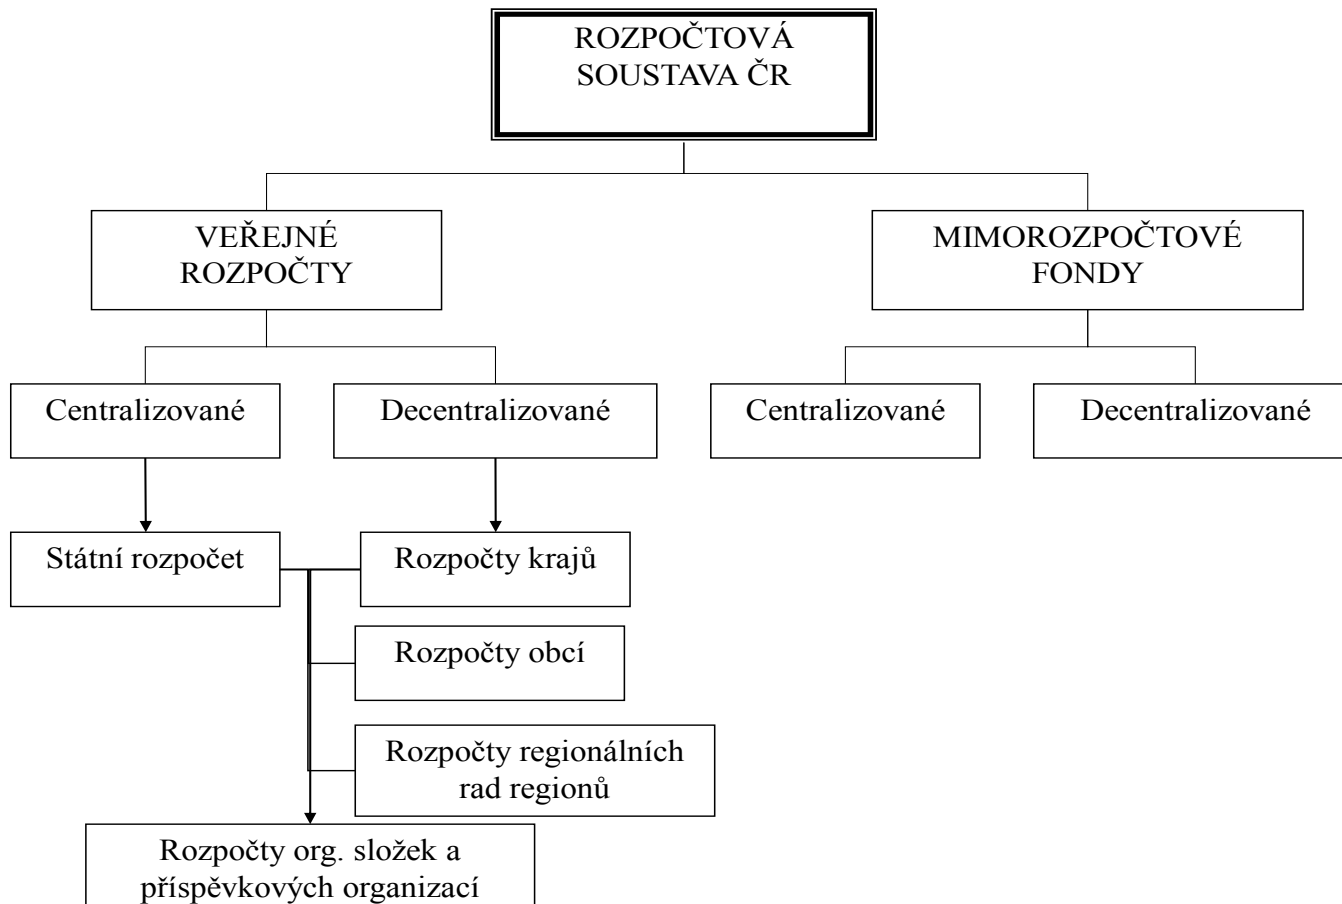 ROZPOČTOVÁ
SOUSTAVA ČR
VEŘEJNÉ
ROZPOČTY
MIMOROZPOČTOVÉ
FONDY
Centralizované
Decentralizované
Centralizované
Decentralizované
Státní rozpočet
Rozpočty krajů
Rozpočty obcí
Rozpočty regionálních
rad regionů
Rozpočty org. složek a
příspěvkových organizací